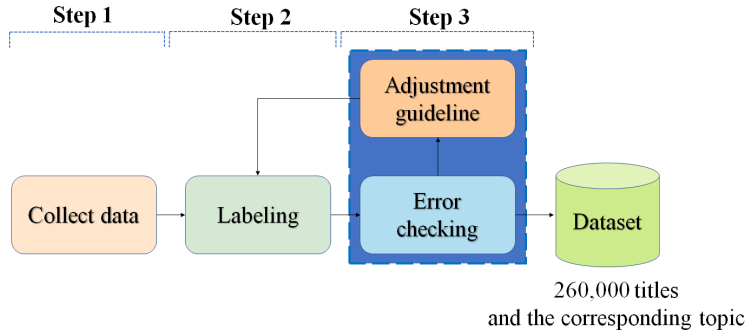 Step 1
Step 2
Step 3
Adjustment
guideline
Collect data
Labeling
Error
checking
Dataset
260,000 titles
and the corresponding topic